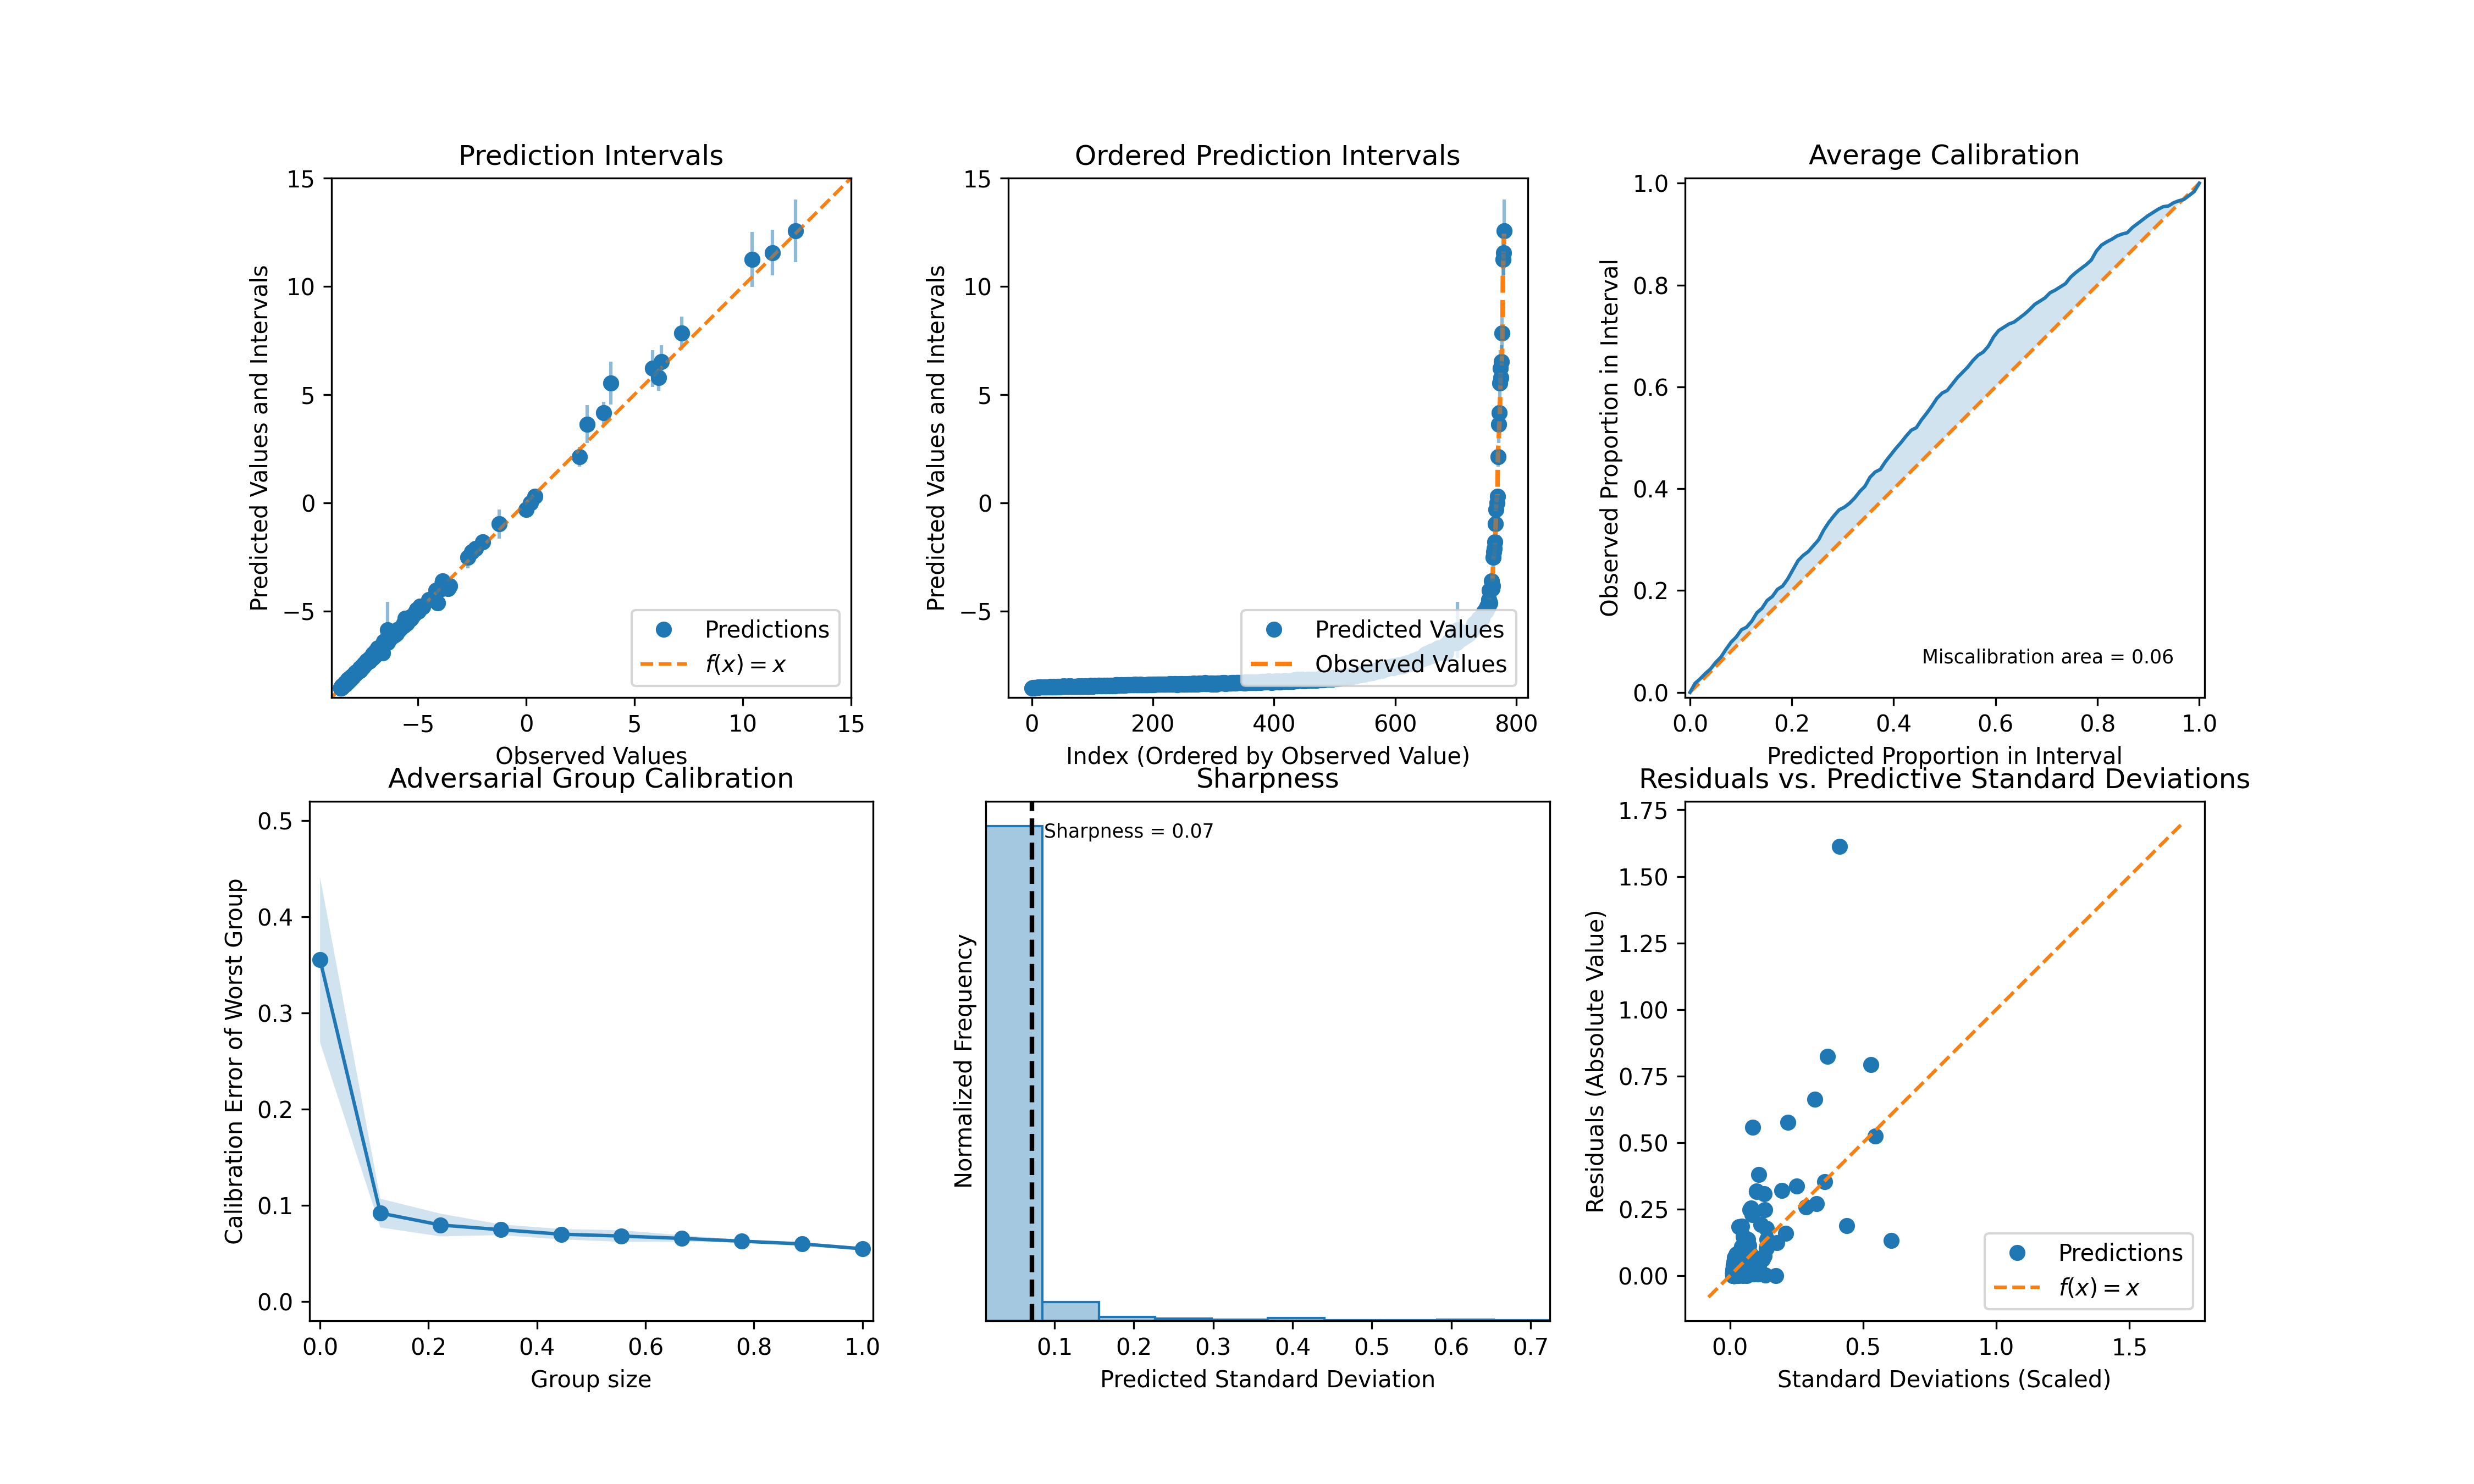 Prediction Intervals
Predicted Values and Intervals
15
10
5
0
−5
−5
0
5
10
15
Observed Values
Predictions
f(x) = x
Ordered Prediction Intervals
Predicted Values and Intervals
15
10
5
0
−5
0
200
400
600
800
Index (Ordered by Observed Value)
Predicted Values
Observed Values
Average Calibration
Observed Proportion in Interval
1.0
0.8
0.6
0.4
0.2
0.0
0.0
0.2
0.4
0.6
0.8
1.0
Predicted Proportion in Interval
Miscalibration area = 0.06
Adversarial Group Calibration
Calibration Error of Worst Group
0.5
0.4
0.3
0.2
0.1
0.0
0.0
0.2
0.4
0.6
0.8
1.0
Group size
Sharpness
Normalized Frequency
Sharpness = 0.07
0.1
0.2
0.3
0.4
0.5
0.6
0.7
Predicted Standard Deviation
Residuals vs. Predictive Standard Deviations
Residuals (Absolute Value)
1.75
1.50
1.25
1.00
0.75
0.50
0.25
0.00
0.0
0.5
1.0
1.5
Standard Deviations (Scaled)
Predictions
f(x) = x